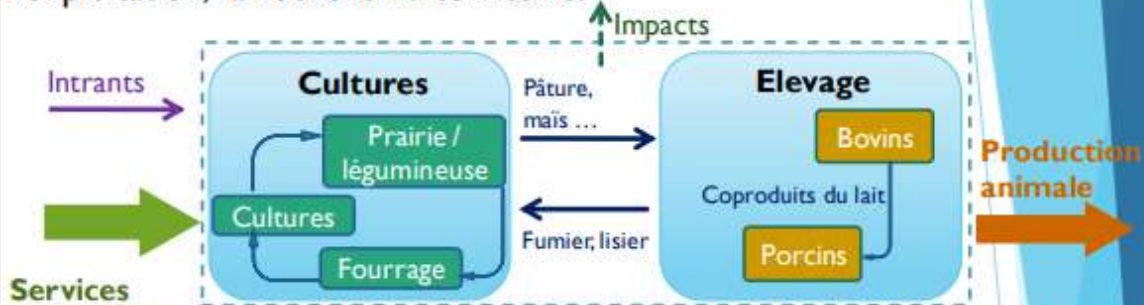 Impacts
Intrants
Cultures
Elevage
Pâture,
maïs ...
Prairie /
légumineuse
Bovins
Production
animale
Coproduits du lait
Cultures
Fumier, lisier
Porcins
Fourrage
Services